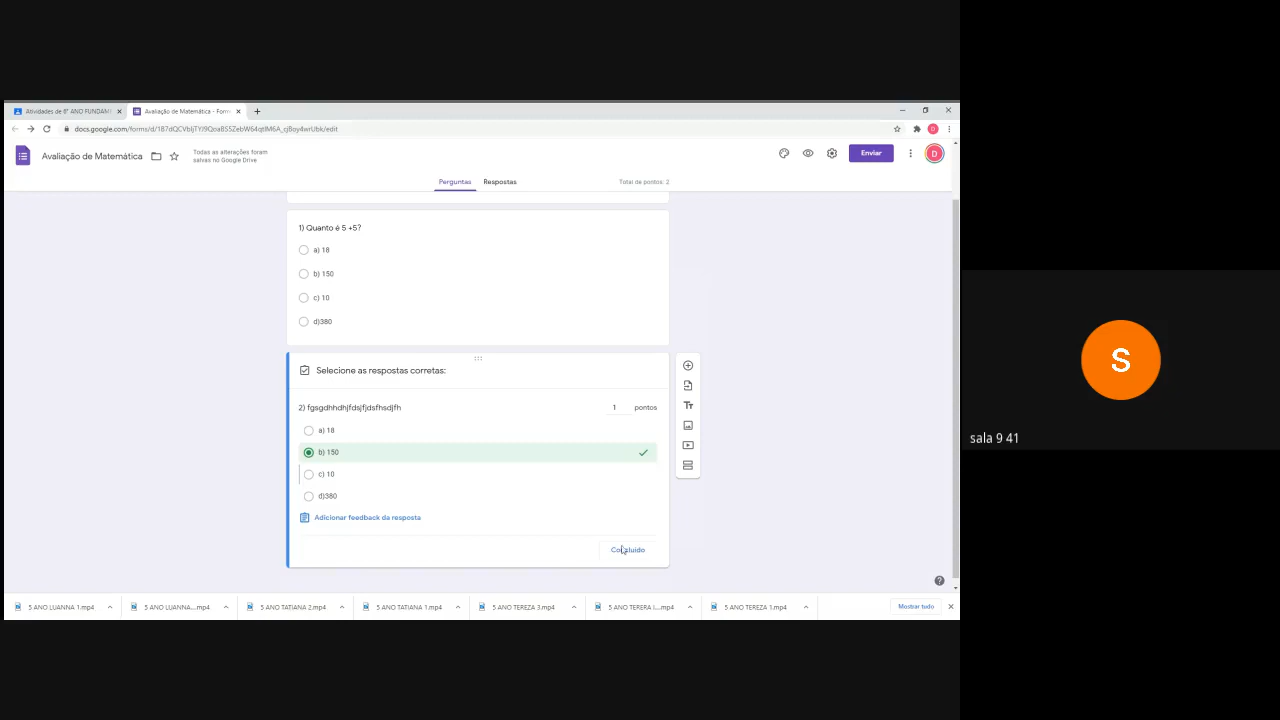 Atividades de 6º ANO FUNDAM
Avaliação de Matemática - Form
docs.google.com/forms/d/
/edit
Avaliação de Matemática
Todas as alterações foram
salvas no Google Drive
Enviar
D
Perguntas
Respostas
Total de pontos: 2
1) Quanto é 5 +5?
a) 18
b) 150
c) 10
d)380
Selecione as respostas corretas:
2) fgsgdhhdhjfdsjfjdsfhsdjfh
1 pontos
a) 18
b) 150
c) 10
d)380
Adicionar feedback da resposta
Concluído
5 ANO LUANNA 1.mp4
5 ANO LUANNA....mp4
5 ANO TATIANA 2.mp4
5 ANO TATIANA 1.mp4
5 ANO TEREZA 3.mp4
5 ANO TEREZA 1.mp4
Mostrar tudo
S
sala 9 41